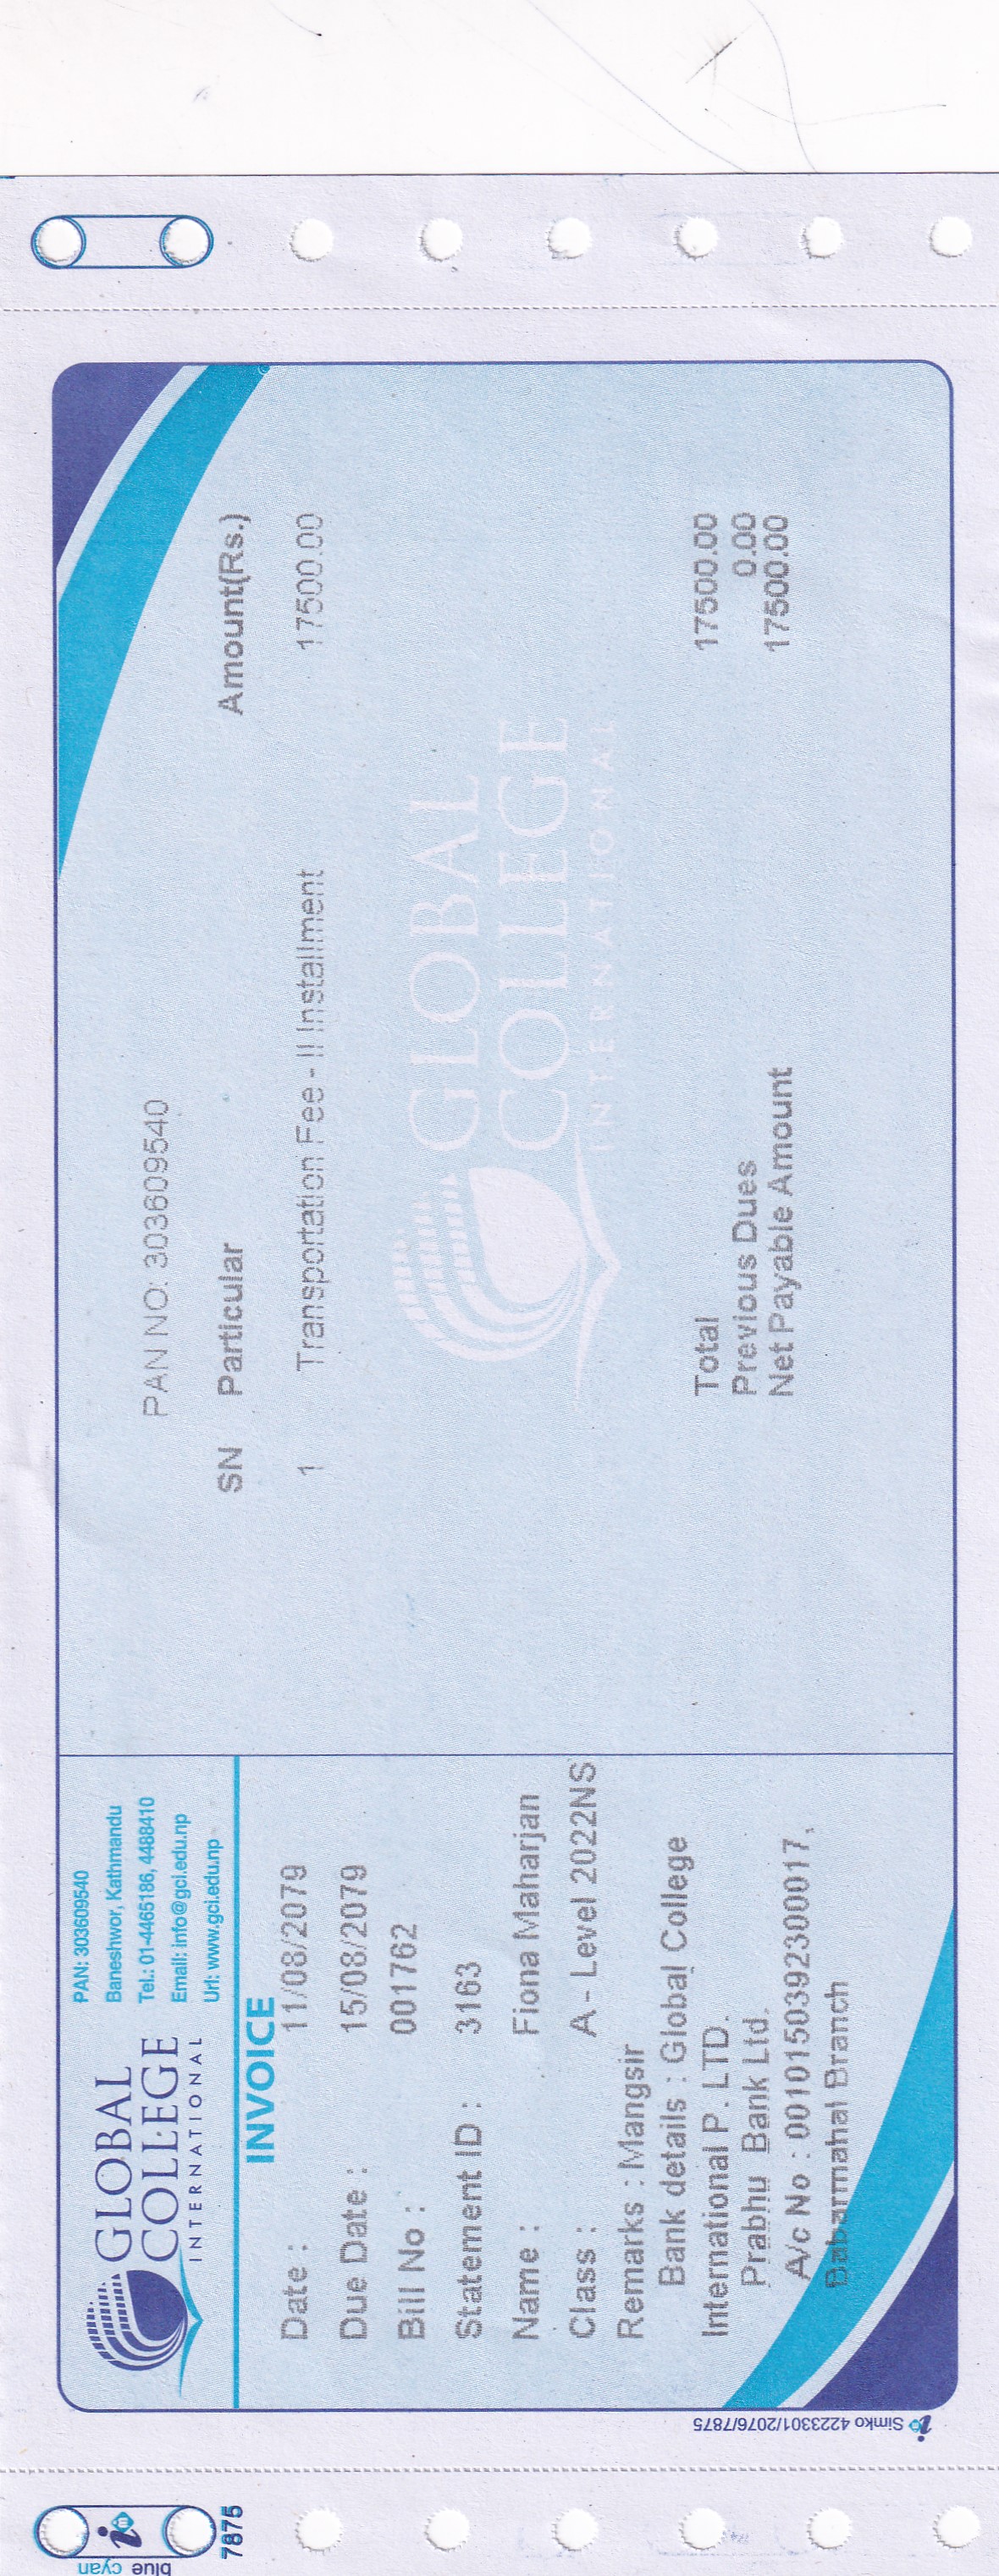 blue cyan
7875
GLOBAL
COLLEGE
INTERNATIONAL
PAN: 303609540
Baneshwor, Kathmandu
Tel.: 01-4465186, 4488410
Email: info@gci.edu.np
Url: www.gci.edu.np
INVOICE
Date : 11/08/2079
Due Date : 15/08/2079
Bill No : 001762
Statement ID : 3163
Name : Fiona Maharjan
Class : A - Level 2022NS
Remarks : Mangsir
Bank details : Global College
International P. LTD.
Prabhu Bank Ltd.
A/c No : 0010150392300017,
Babarmahal Branch
Simko 4223301/2076/7875
PAN NO: 303609540
SN Particular Amount(Rs.)
1 Transportation Fee - II Installment 17500.00
GLOBAL
COLLEGE
INTERNATIONAL
Total 17500.00
Previous Dues 0.00
Net Payable Amount 17500.00